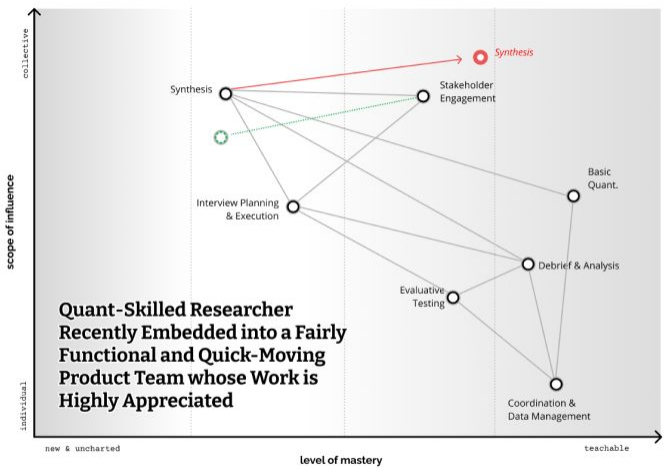 collective
Synthesis
Synthesis
Stakeholder
Engagement
Basic
Quant.
Interview Planning
& Execution
scope of influence
Debrief & Analysis
Evaluative
Testing
Quant-Skilled Researcher
Recently Embedded into a Fairly
Functional and Quick-Moving
Product Team whose Work is
Highly Appreciated
individual
Coordination &
Data Management
new & uncharted
level of mastery
teachable